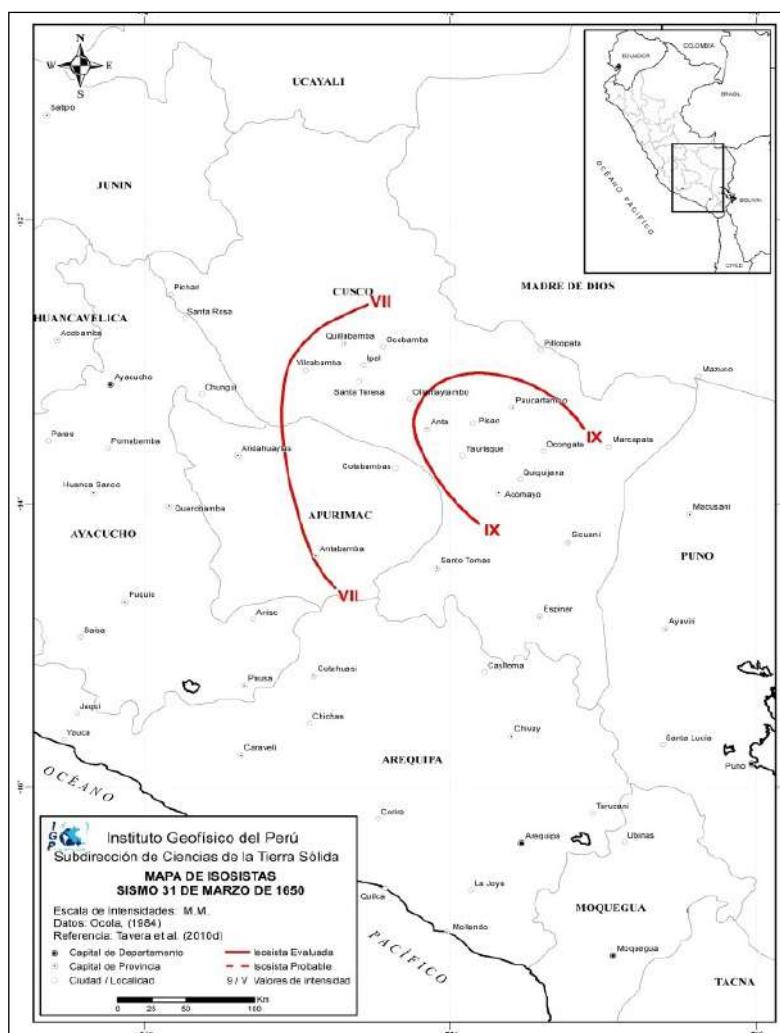 N
W E
S
UCAYALI
ECUADOR
COLOMBIA
BRASIL
OCÉANO PACÍFICO
BOLIVIA
CHILE
Satipo
JUNIN
CUSCO
MADRE DE DIOS
Pichari
Santa Rosa
HUANCAVELICA
Acobamba
VII
Quillabamba
Ocobamba
Pilcopata
Ipal
Vilcabamba
Mazuco
Ayacucho
Chungui
Santa Teresa
Ollantaytambo
Paucartambo
Anta
Pisac
IX
Paras
Pomabamba
Andahuaylas
Taurisque
Ocongate
Marcapata
Cotabambas
Quiquijana
Huanca Sancos
Acomayo
Querobamba
APURIMAC
Macusani
AYACUCHO
IX
Sicuani
PUNO
Antabamba
Santo Tomas
VII
Puquio
Espinar
Ayaviri
Saisa
Cotahuasi
Caylloma
Pausa
Jaqui
Chichas
Yauca
Chivay
Santa Lucia
Caraveli
AREQUIPA
Puno
OCÉANO
Tarucani
Arequipa
Ubinas
La Joya
MOQUEGUA
Quilca
Mollendo
PACÍFICO
Moquegua
TACNA
IGP
Instituto Geofísico del Perú
Subdirección de Ciencias de la Tierra Sólida
MAPA DE ISOSISTAS
SISMO 31 DE MARZO DE 1650
Escala de Intensidades: M.M.
Datos: Ocola, (1984)
Referencia: Tavera et al. (2010d)
Capital de Departamento Isosista Evaluada
Capital de Provincia Isosista Probable
Ciudad / Localidad 9 / V Valores de intensidad
Km
0 25 50 100